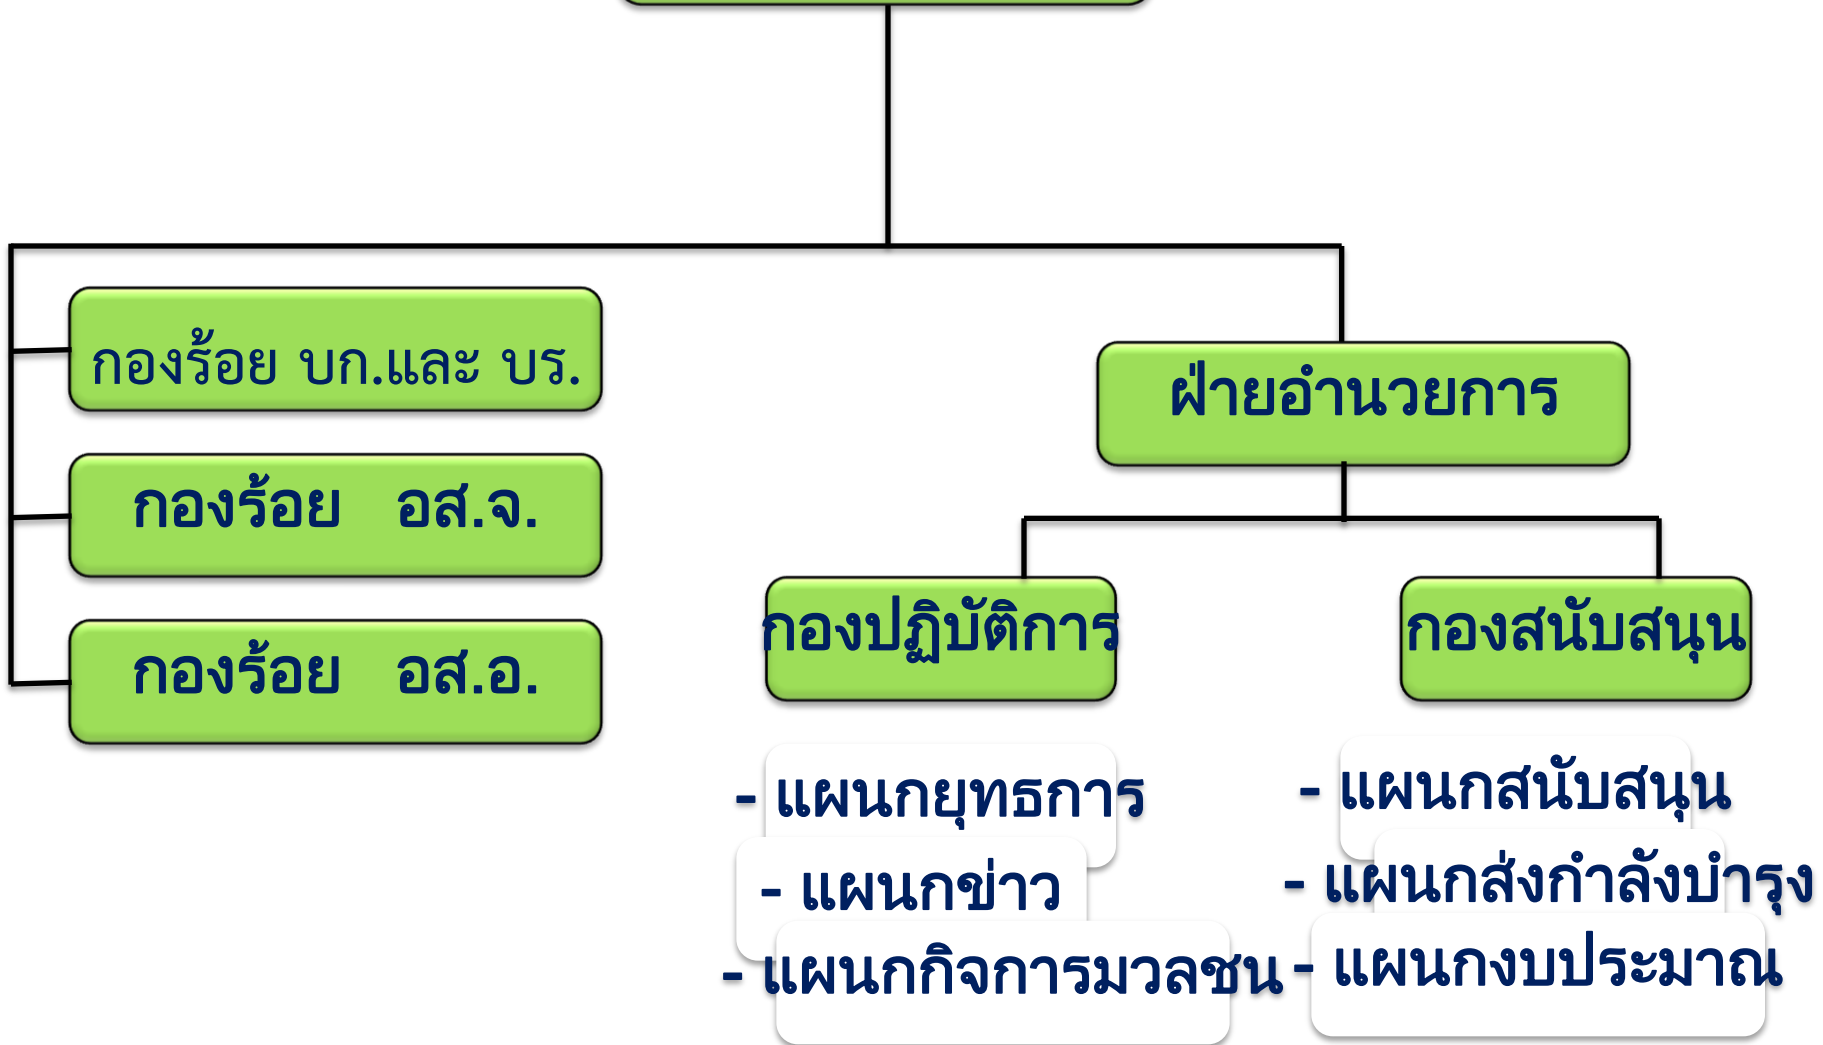 กองร้อย บก.และ บร.
กองร้อย อส.จ.
กองร้อย อส.อ.
ฝ่ายอำนวยการ
กองปฏิบัติการ
- แผนกยุทธการ
- แผนกข่าว
- แผนกกิจการมวลชน
กองสนับสนุน
- แผนกสนับสนุน
- แผนกส่งกำลังบำรุง
- แผนกงบประมาณ